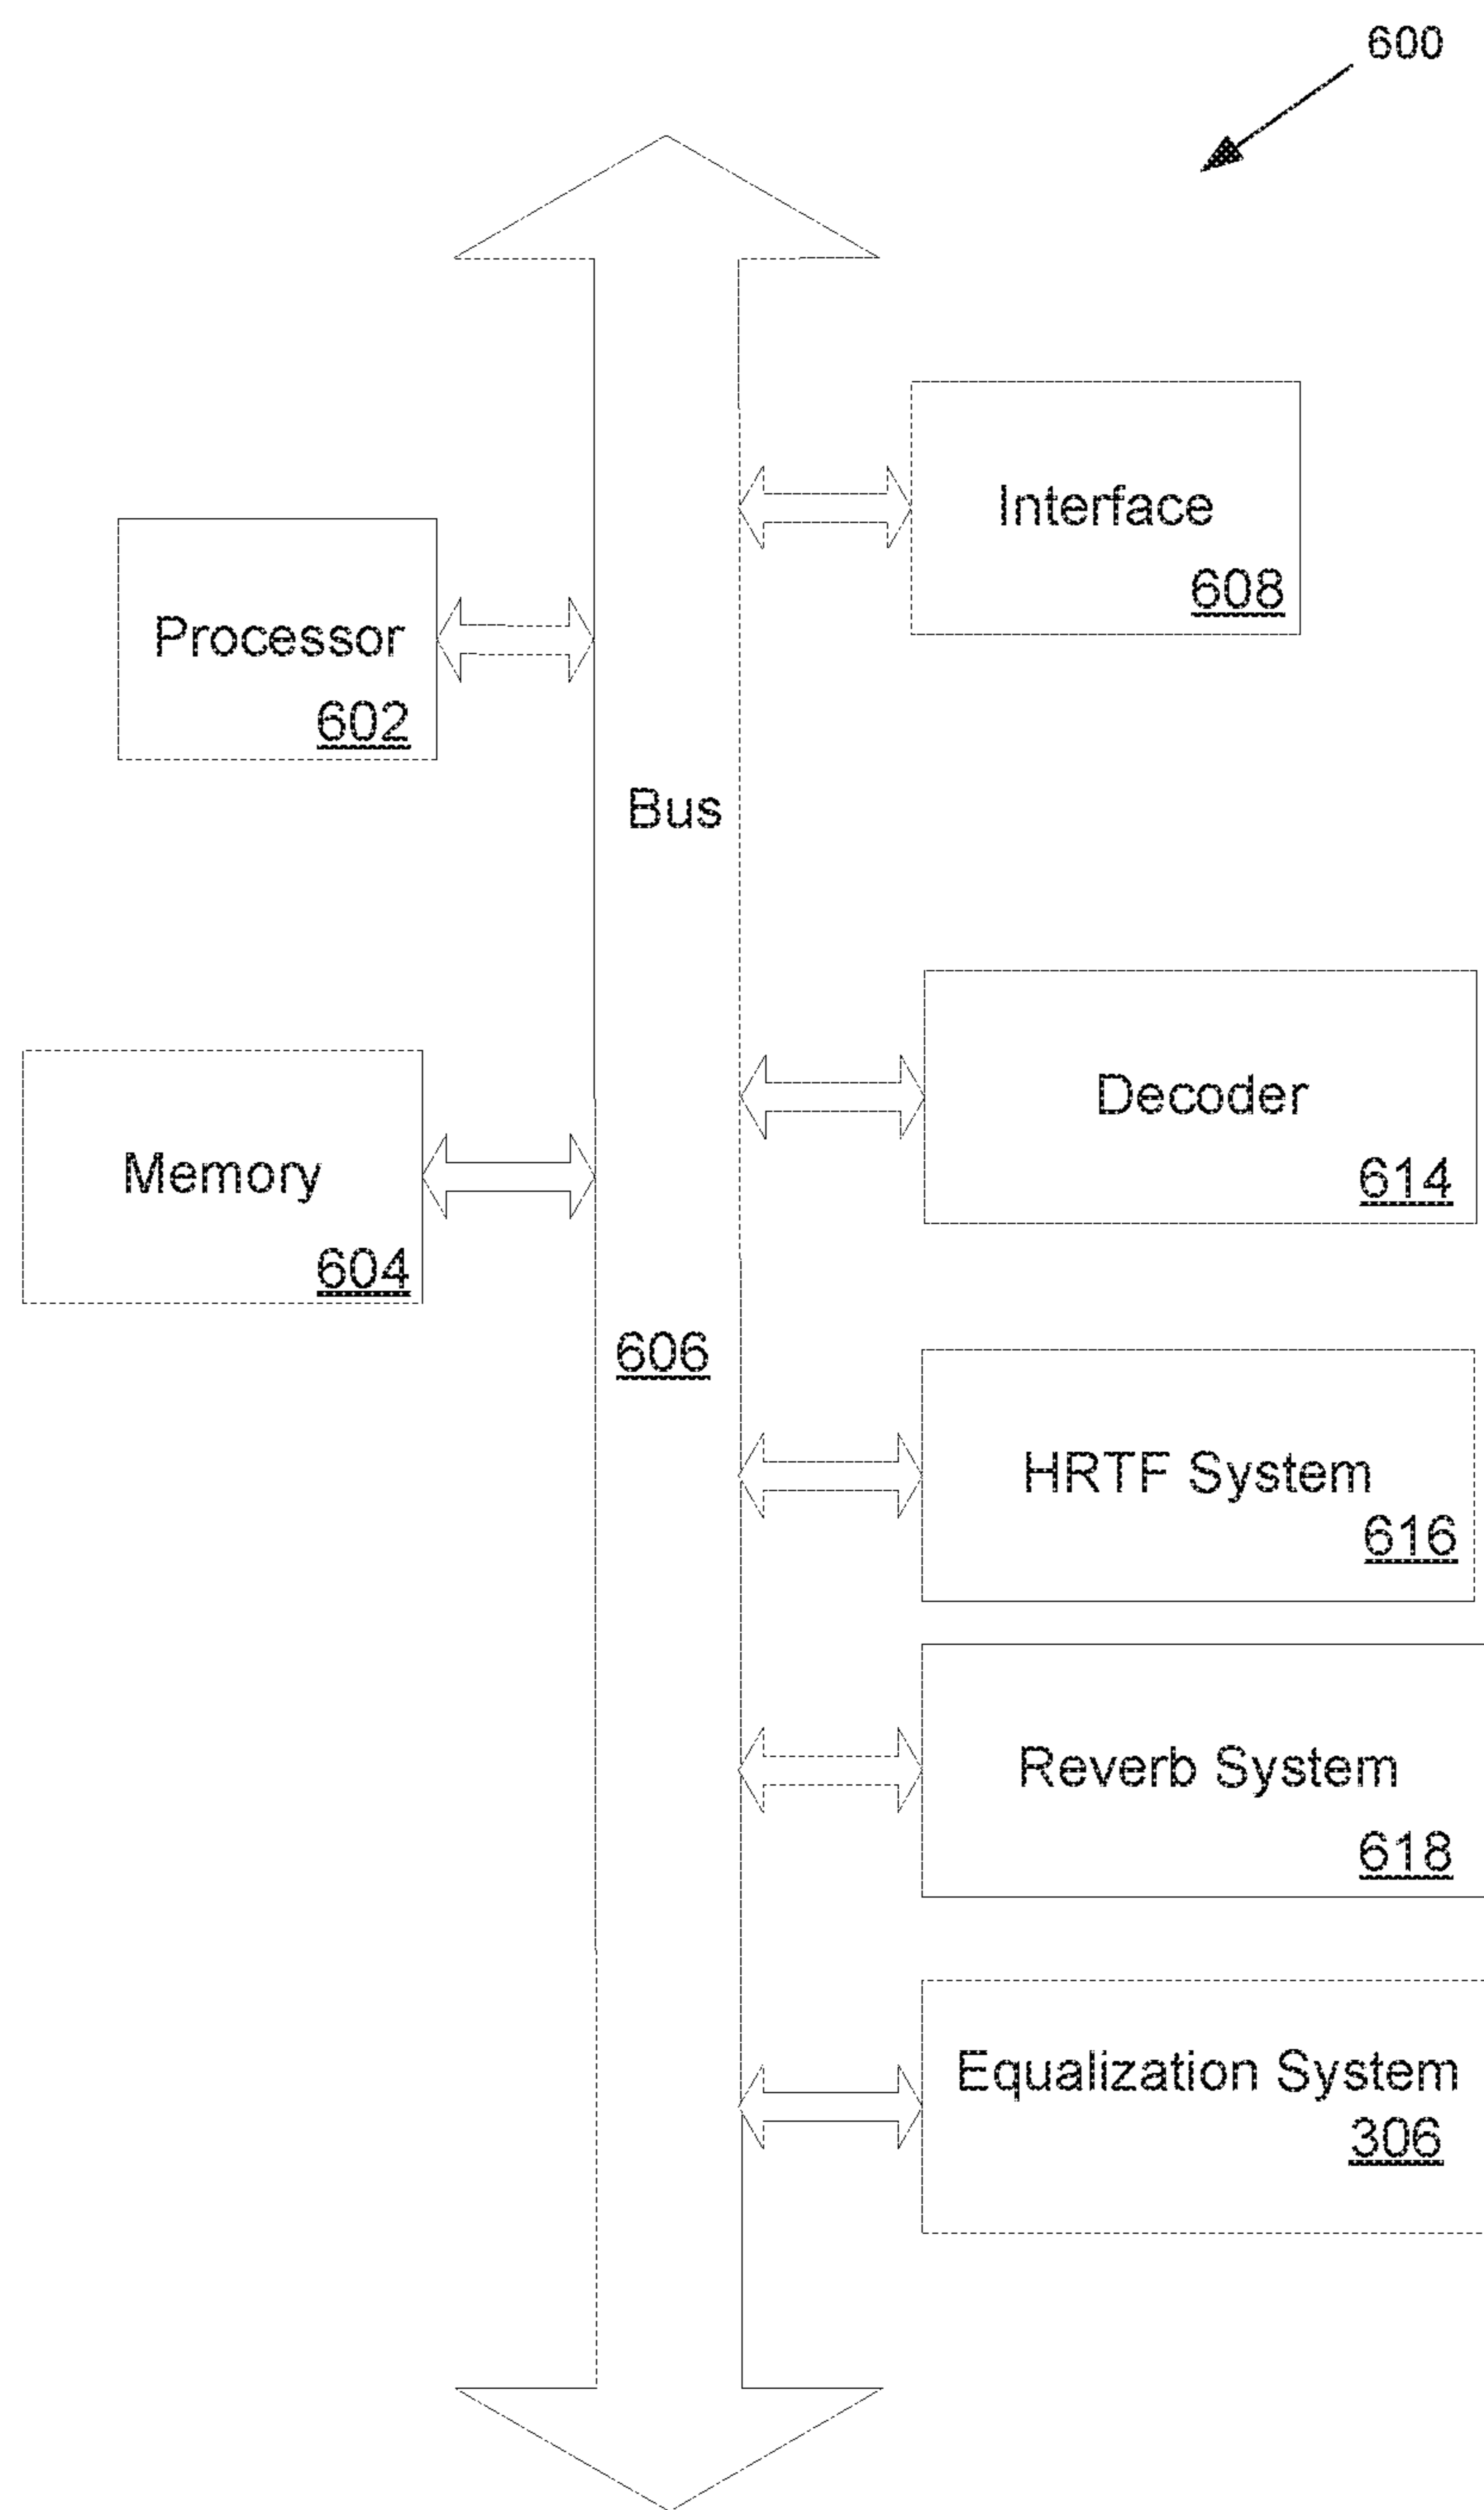 600
Interface
608
Processor
602
Bus
Decoder
614
Memory
604
606
HRTF System
616
Reverb System
618
Equalization System
306